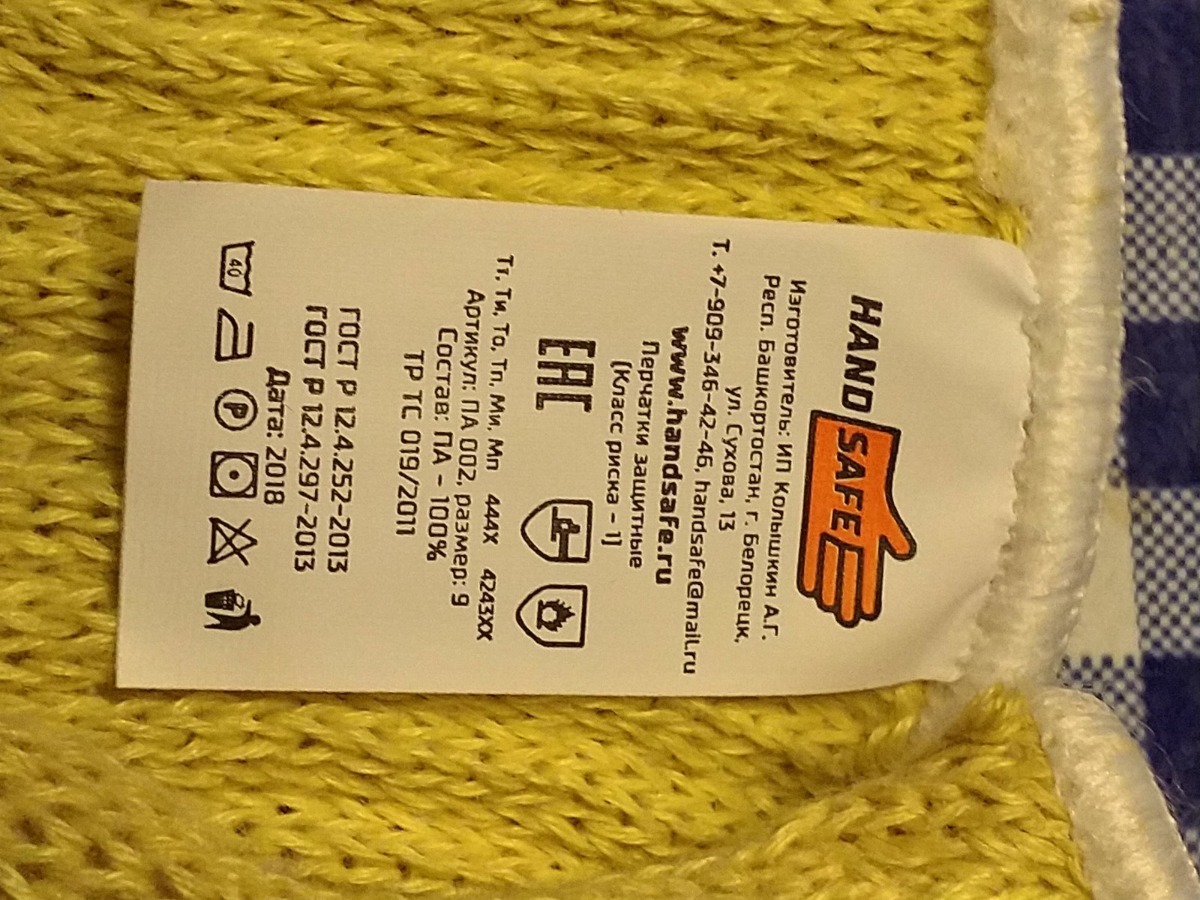 HAND SAFE
Изготовитель: ИП Колышкин А.Г.
Респ. Башкортостан, г. Белорецк,
ул. Сухова, 13
Т. +7-909-346-42-46, handsafe@mail.ru
www.handsafe.ru
Перчатки защитные
(Класс риска - 1)
ЕАС
Тт, Ти, То, Тп, Ми, Мп 444X 4243XX
Артикул: ПА 002, размер: 9
Состав: ПА - 100%
ТР ТС 019/2011
ГОСТ Р 12.4.252-2013
ГОСТ Р 12.4.297-2013
Дата: 2018
40 P